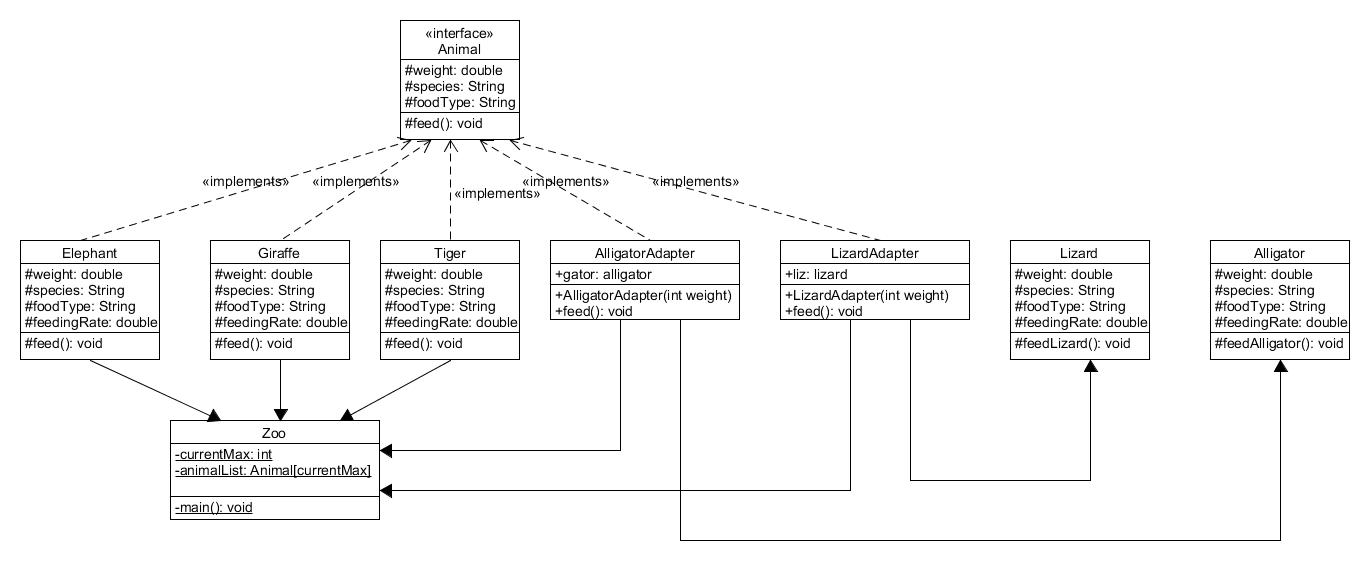 «interface»
Animal
#weight: double
#species: String
#foodType: String
#feed(): void
«implements»
«implements»
«implements»
«implements»
«implements»
Elephant
#weight: double
#species: String
#foodType: String
#feedingRate: double
#feed(): void
Giraffe
#weight: double
#species: String
#foodType: String
#feedingRate: double
#feed(): void
Tiger
#weight: double
#species: String
#foodType: String
#feedingRate: double
#feed(): void
AlligatorAdapter
+gator: alligator
+AlligatorAdapter(int weight)
+feed(): void
LizardAdapter
+liz: lizard
+LizardAdapter(int weight)
+feed(): void
Lizard
#weight: double
#species: String
#foodType: String
#feedingRate: double
#feedLizard(): void
Alligator
#weight: double
#species: String
#foodType: String
#feedingRate: double
#feedAlligator(): void
Zoo
-currentMax: int
-animalList: Animal[currentMax]
-main(): void